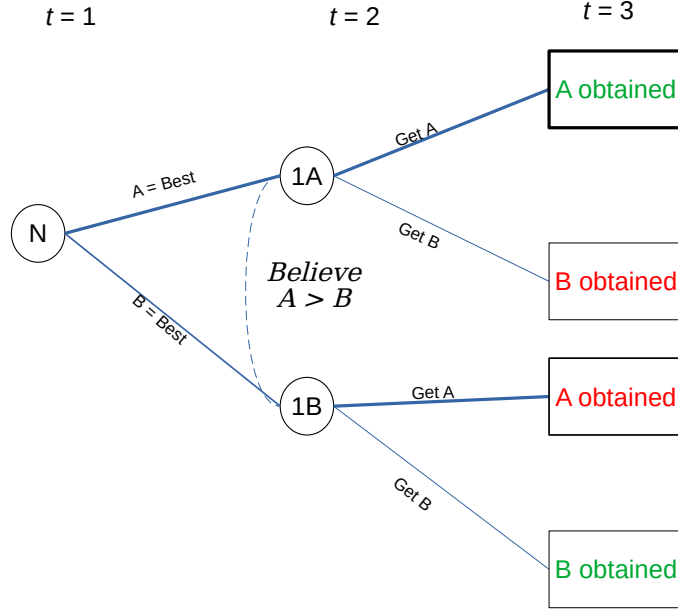 t = 1
t = 2
t = 3
A obtained
Get A
1A
A = Best
Get B
N
Believe
A > B
B obtained
B = Best
Get A
A obtained
1B
Get B
B obtained